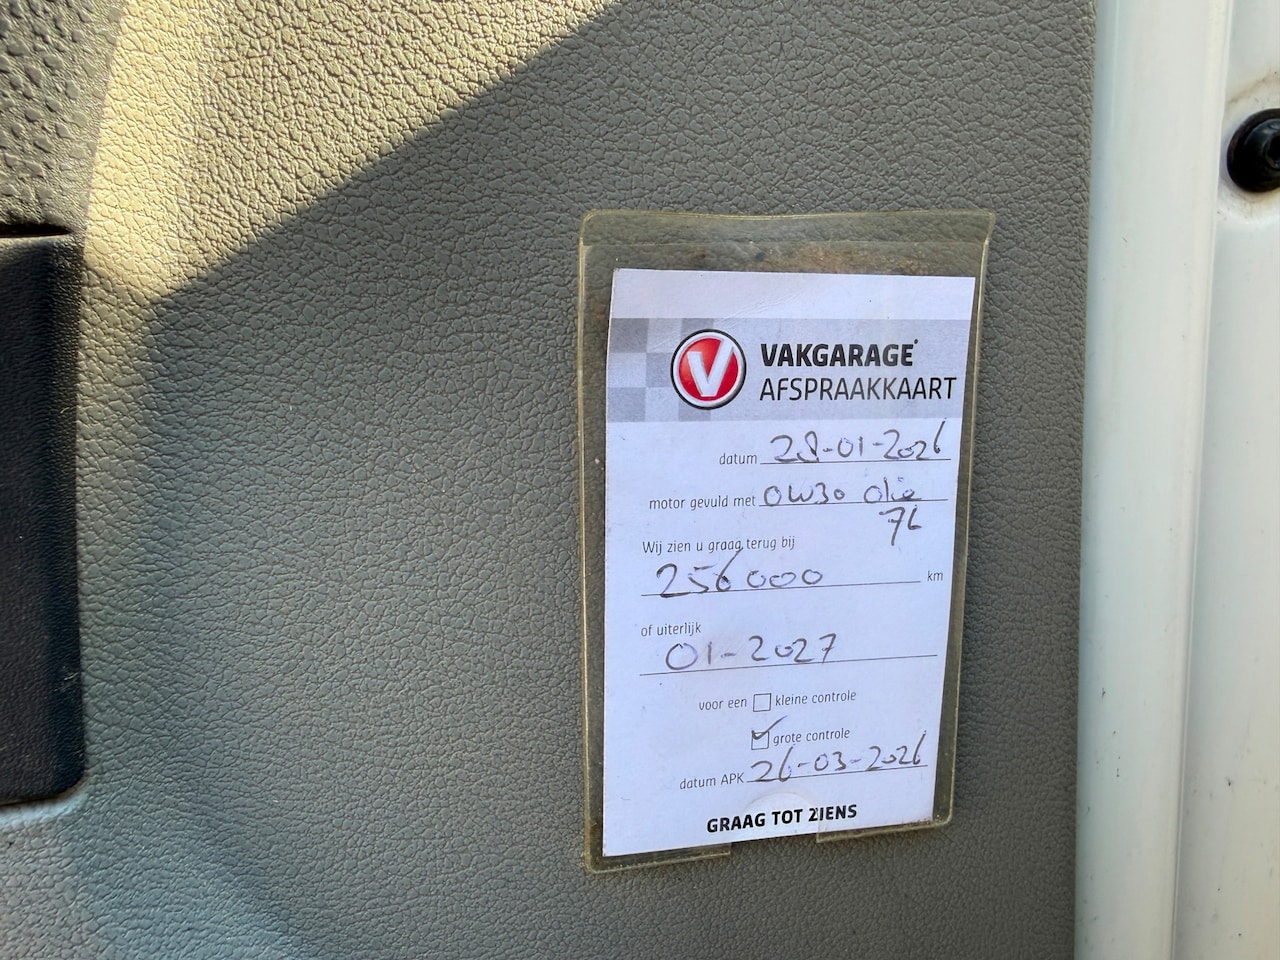 V
VAKGARAGE
AFSPRAAKKAART
datum 28-01-2026
motor gevuld met 0W30 olie
7L
Wij zien u graag terug bij
256000 km
of uiterlijk
01-2027
voor een kleine controle
grote controle
datum APK 26-03-2026
GRAAG TOT ZIENS